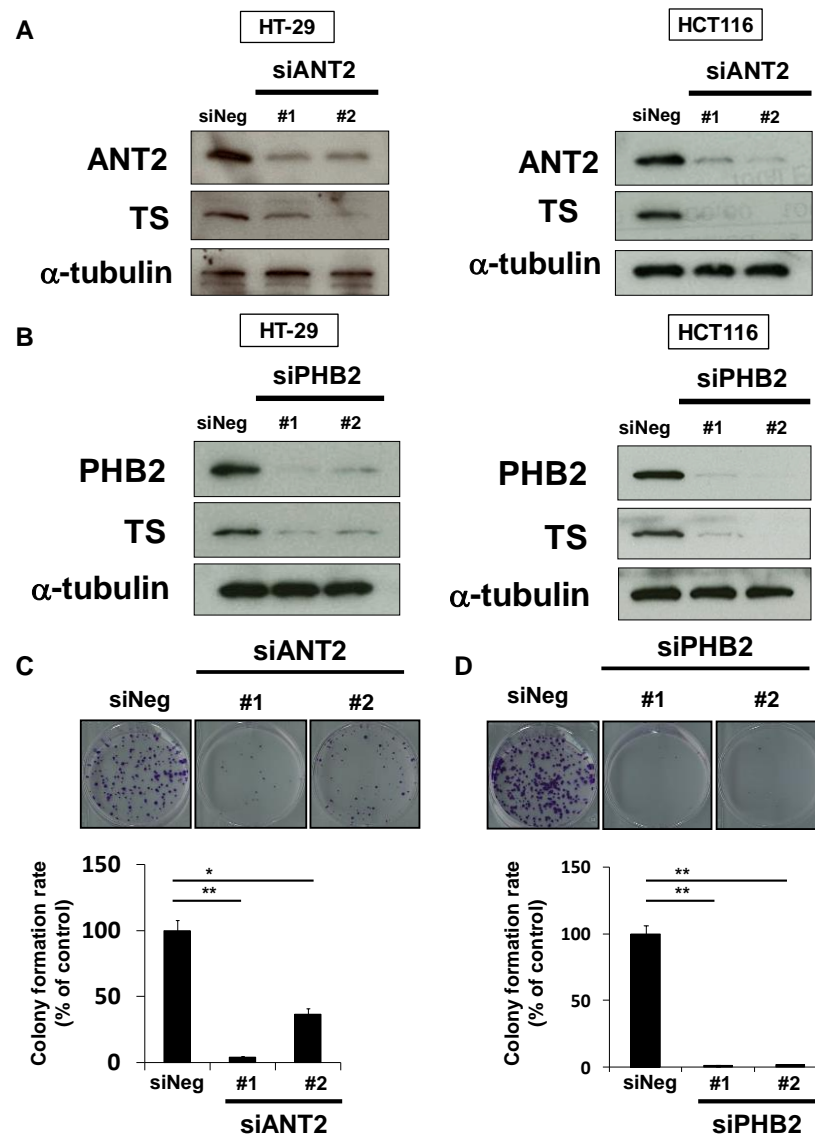 A
HT-29
siANT2
siNeg #1 #2
ANT2
TS
α-tubulin
HCT116
siANT2
siNeg #1 #2
ANT2
TS
α-tubulin
B
HT-29
siPHB2
siNeg #1 #2
PHB2
TS
α-tubulin
HCT116
siPHB2
siNeg #1 #2
PHB2
TS
α-tubulin
C
siANT2
siNeg #1 #2
Colony formation rate
(% of control)
150
100
50
0
*
**
siNeg #1 #2
siANT2
D
siPHB2
siNeg #1 #2
Colony formation rate
(% of control)
150
100
50
0
**
**
siNeg #1 #2
siPHB2